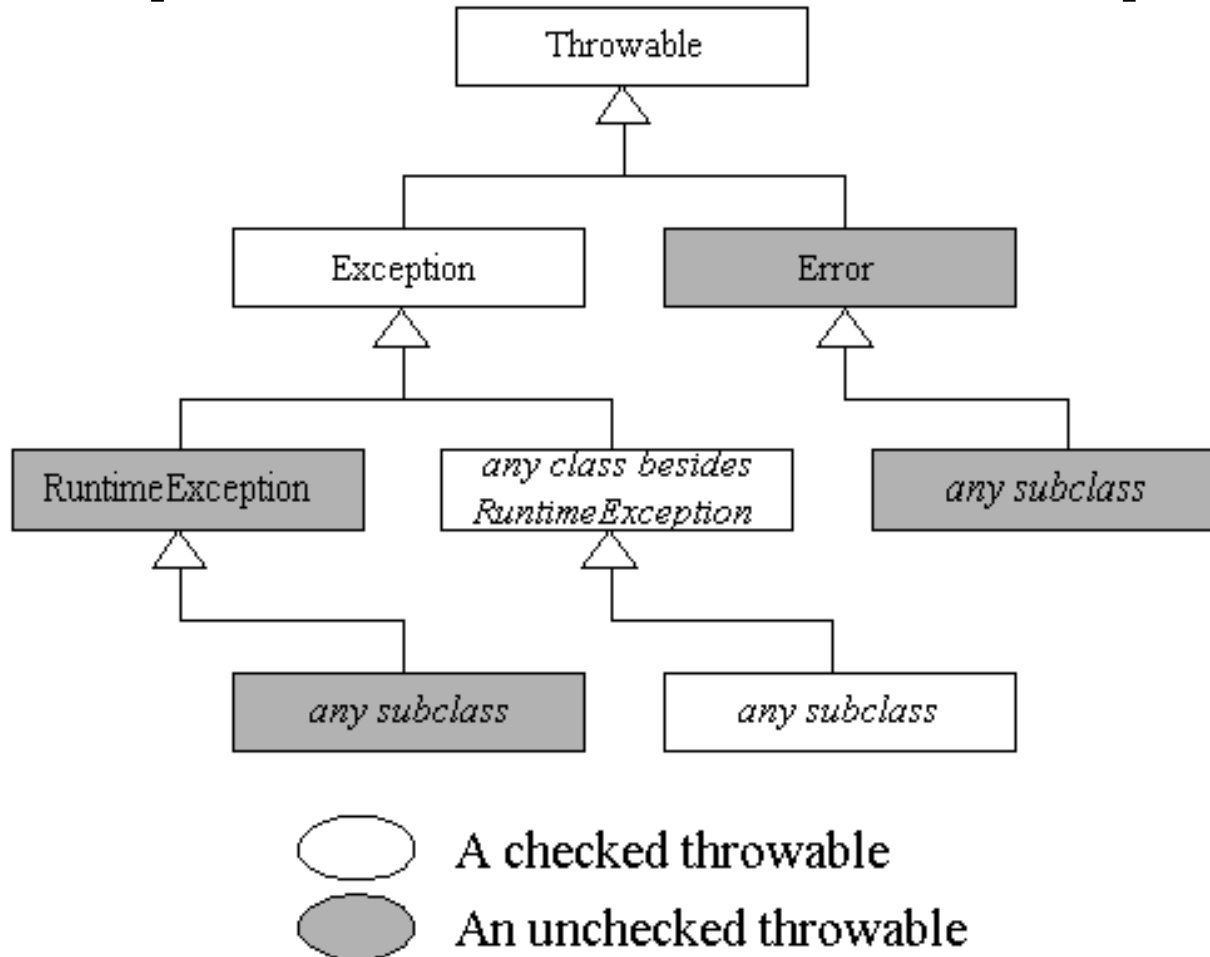 Throwable
Exception
Error
RuntimeException
any class besides
RuntimeException
any subclass
any subclass
any subclass
A checked throwable
An unchecked throwable